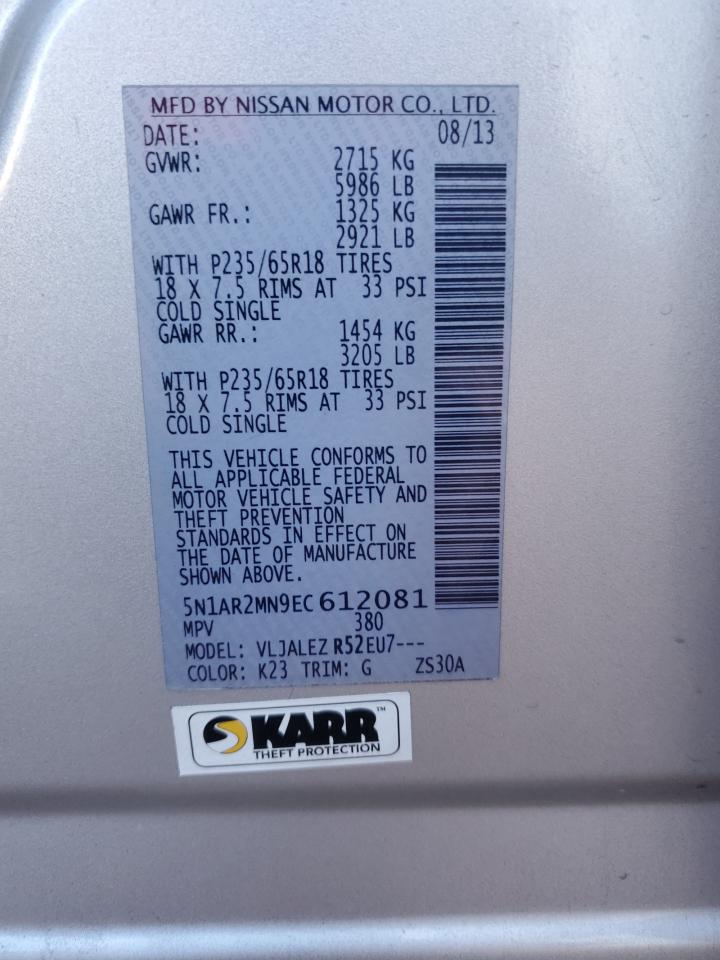 MFD BY NISSAN MOTOR CO., LTD.
DATE: 08/13
GVWR: 2715 KG
5986 LB
GAWR FR.: 1325 KG
2921 LB
WITH P235/65R18 TIRES
18 X 7.5 RIMS AT 33 PSI
COLD SINGLE
GAWR RR.: 1454 KG
3205 LB
WITH P235/65R18 TIRES
18 X 7.5 RIMS AT 33 PSI
COLD SINGLE
THIS VEHICLE CONFORMS TO
ALL APPLICABLE FEDERAL
MOTOR VEHICLE SAFETY AND
THEFT PREVENTION
STANDARDS IN EFFECT ON
THE DATE OF MANUFACTURE
SHOWN ABOVE.
5N1AR2MN9EC612081
MPV 380
MODEL: VLJALEZ R52EU7---
COLOR: K23 TRIM: G ZS30A
KARR™
THEFT PROTECTION